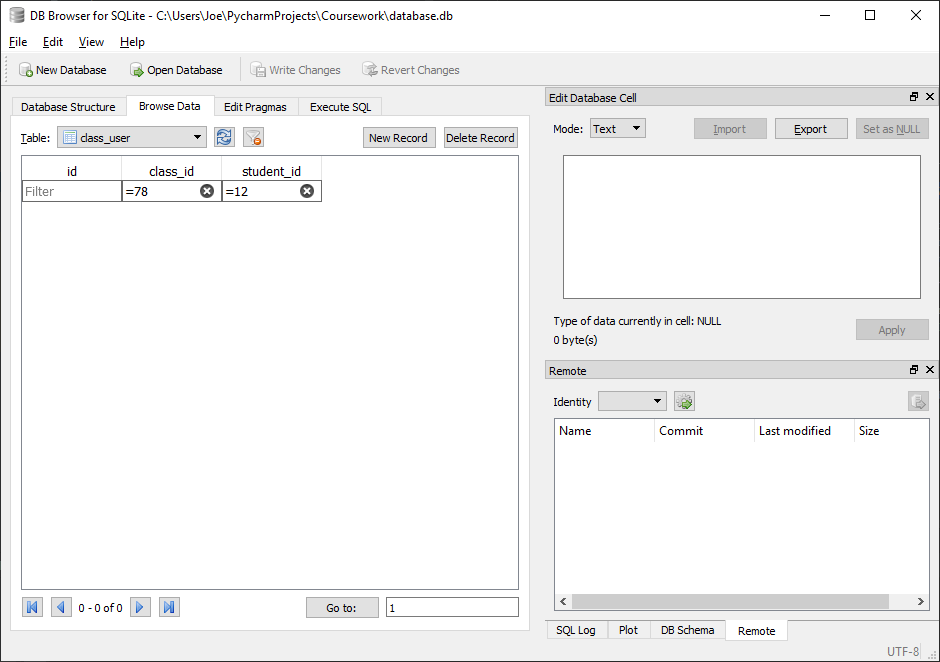 DB Browser for SQLite - C:\Users\Joe\PycharmProjects\Coursework\database.db
File Edit View Help
New Database Open Database Write Changes Revert Changes
Database Structure Browse Data Edit Pragmas Execute SQL
Table: class_user New Record Delete Record
id class_id student_id
Filter =78 =12
0 - 0 of 0 Go to: 1
Edit Database Cell
Mode: Text Import Export Set as NULL
Type of data currently in cell: NULL
0 byte(s)
Apply
Remote
Identity
Name Commit Last modified Size
SQL Log Plot DB Schema Remote
UTF-8